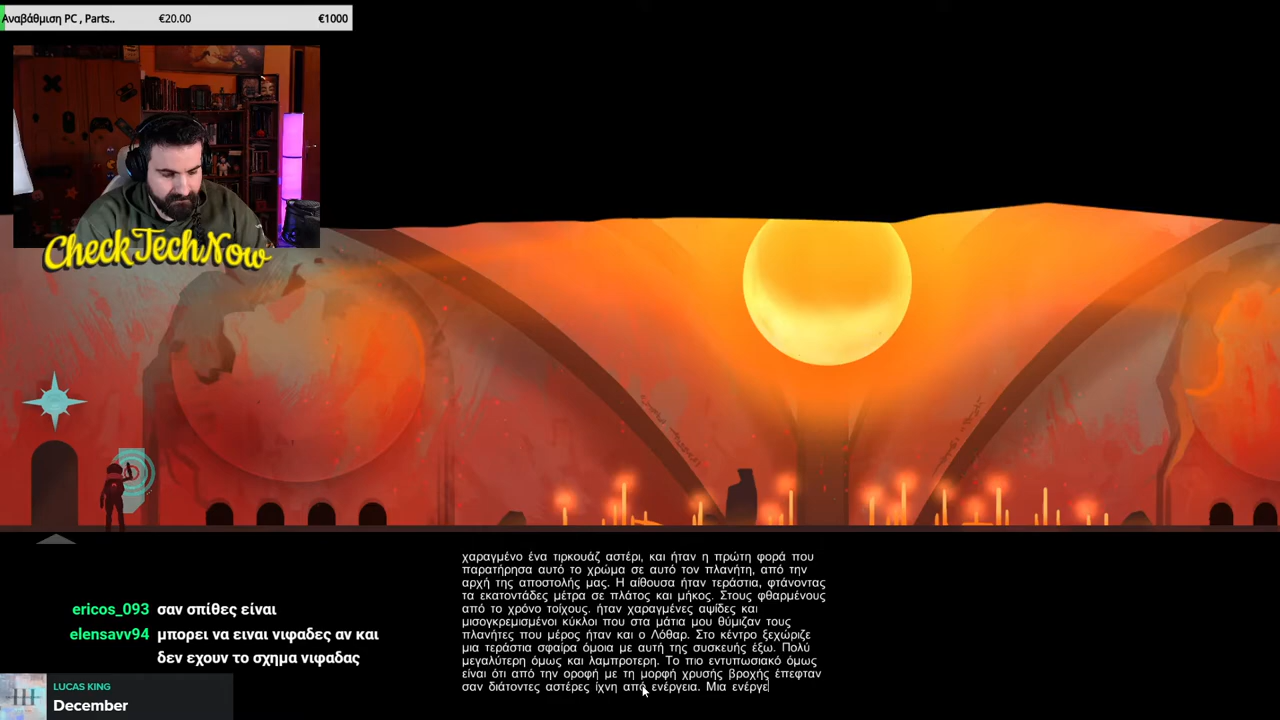 Αναβάθμιση PC , Parts.. €20.00 €1000
CheckTechNow
χαραγμένο ένα τιρκουάζ αστέρι, και ήταν η πρώτη φορά που
παρατήρησα αυτό το χρώμα σε αυτό τον πλανήτη, από την
αρχή της αποστολής μας. Η αίθουσα ήταν τεράστια, φτάνοντας
τα εκατοντάδες μέτρα σε πλάτος και μήκος. Στους φθαρμένους
από το χρόνο τοίχους. ήταν χαραγμένες αψίδες και
μισογκρεμισμένοι κύκλοι που στα μάτια μου θύμιζαν τους
πλανήτες που μέρος ήταν και ο Λόθαρ. Στο κέντρο ξεχώριζε
μια τεράστια σφαίρα όμοια με αυτή της συσκευής έξω. Πολύ
μεγαλύτερη όμως και λαμπροτερη. Το πιο εντυπωσιακό όμως
είναι ότι από την οροφή με τη μορφή χρυσής βροχής έπεφταν
σαν διάτοντες αστέρες ίχνη από ενέργεια. Μια ενέργε
ericos_093 σαν σπίθες είναι
elensavv94 μπορει να ειναι νιφαδες αν και
δεν εχουν το σχημα νιφαδας
LUCAS KING
December